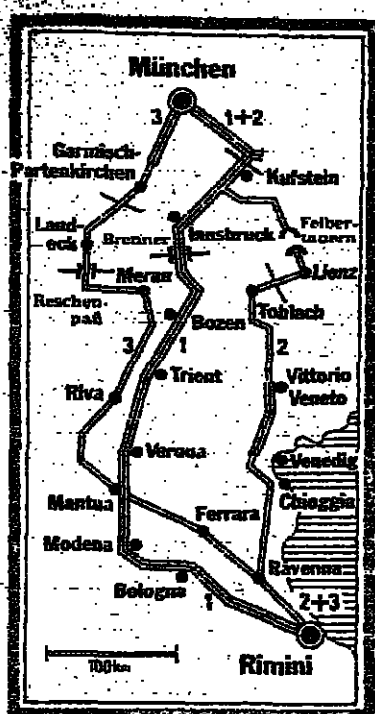 München
3
1+2
Garmisch-
Partenkirchen
Kufstein
Land-
eck
Brenner
Innsbruck
Felber-
tauern
Meran
Lienz
Reschen-
paß
Toblach
Bozen
3
1
2
Trient
Riva
Vittorio
Veneto
Verona
Venedig
Mantua
Chioggia
Ferrara
Modena
Ravenna
Bologna
1
2+3
100km
Rimini